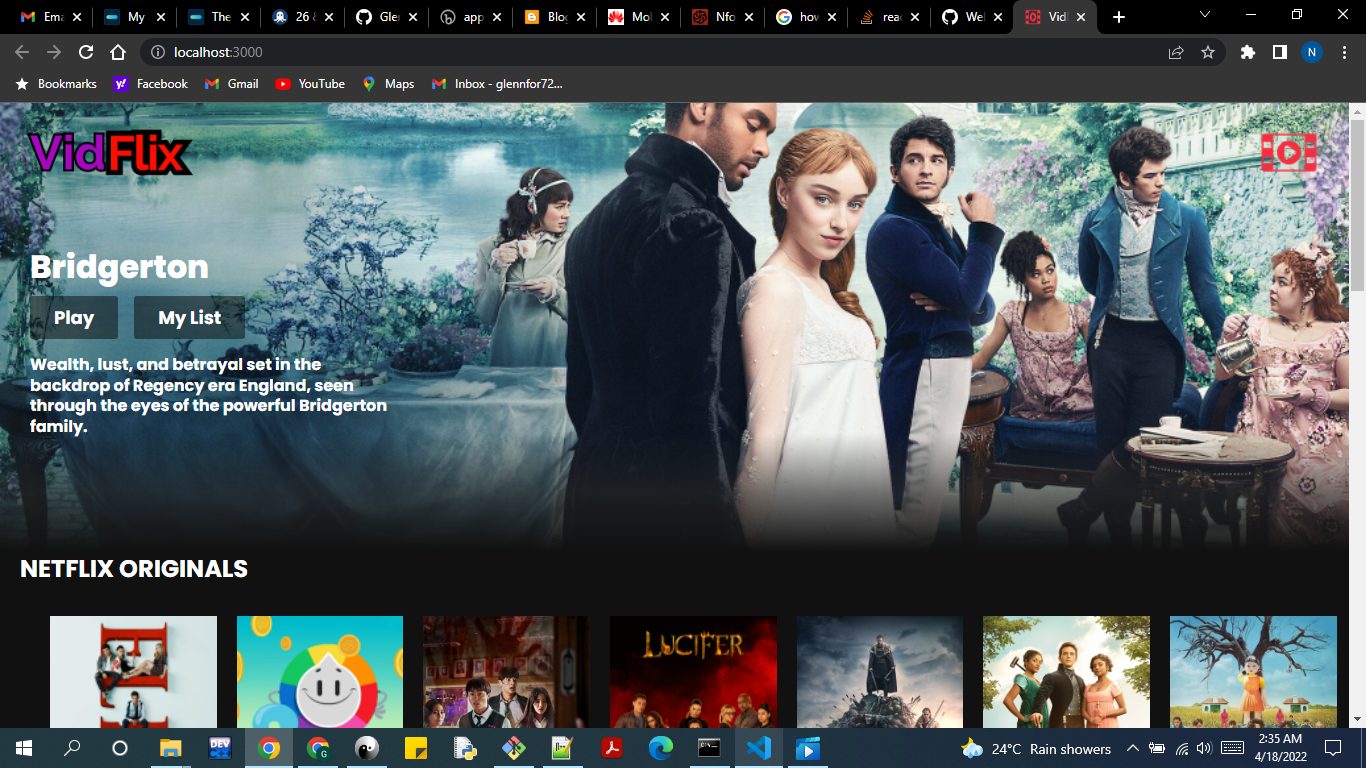 Ema
My
The
26 &
Gler
app
Blog
Mol
Nfo
how
reac
Wel
Vid
localhost:3000
N
Bookmarks
Facebook
Gmail
YouTube
Maps
Inbox - glennfor72...
VidFlix
Bridgerton
Play
My List
Wealth, lust, and betrayal set in the
backdrop of Regency era England, seen
through the eyes of the powerful Bridgerton
family.
NETFLIX ORIGINALS
LUCIFER
DEV
G
24°C Rain showers
2:35 AM
4/18/2022